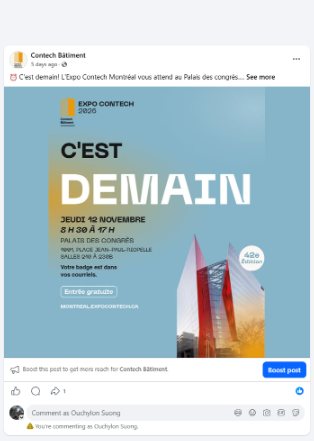 Contech Bâtiment
5 days ago
C'est demain! L'Expo Contech Montréal vous attend au Palais des congrès... See more
EXPO CONTECH
2026
Contech
Bâtiment
C'EST
DEMAIN
JEUDI 12 NOVEMBRE
8 H 30 À 17 H
PALAIS DES CONGRÈS
1001, PLACE JEAN-PAUL-RIOPELLE
SALLES 210 À 230B
42e
Édition
Votre badge est dans
vos courriels.
Entrée gratuite
MONTREAL.EXPOCONTECH.CA
Boost this post to get more reach for Contech Bâtiment.
Boost post
1
Comment as Ouchylon Suong
You're commenting as Ouchylon Suong.